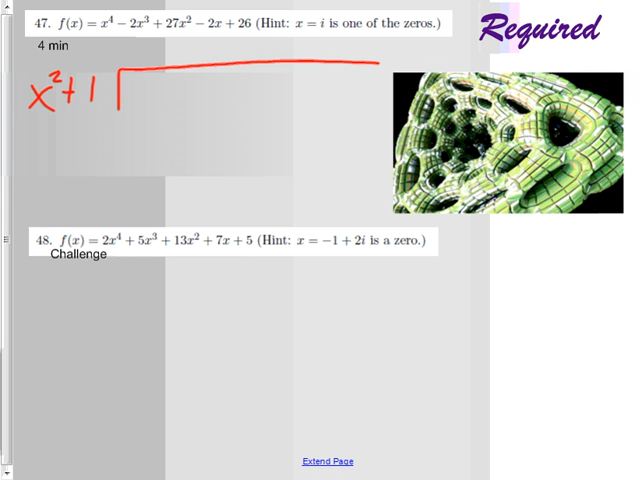 47. f(x) = x⁴ − 2x³ + 27x² − 2x + 26 (Hint: x = i is one of the zeros.)
Required
4 min
x² + 1
48. f(x) = 2x⁴ + 5x³ + 13x² + 7x + 5 (Hint: x = −1 + 2i is a zero.)
Challenge
Extend Page